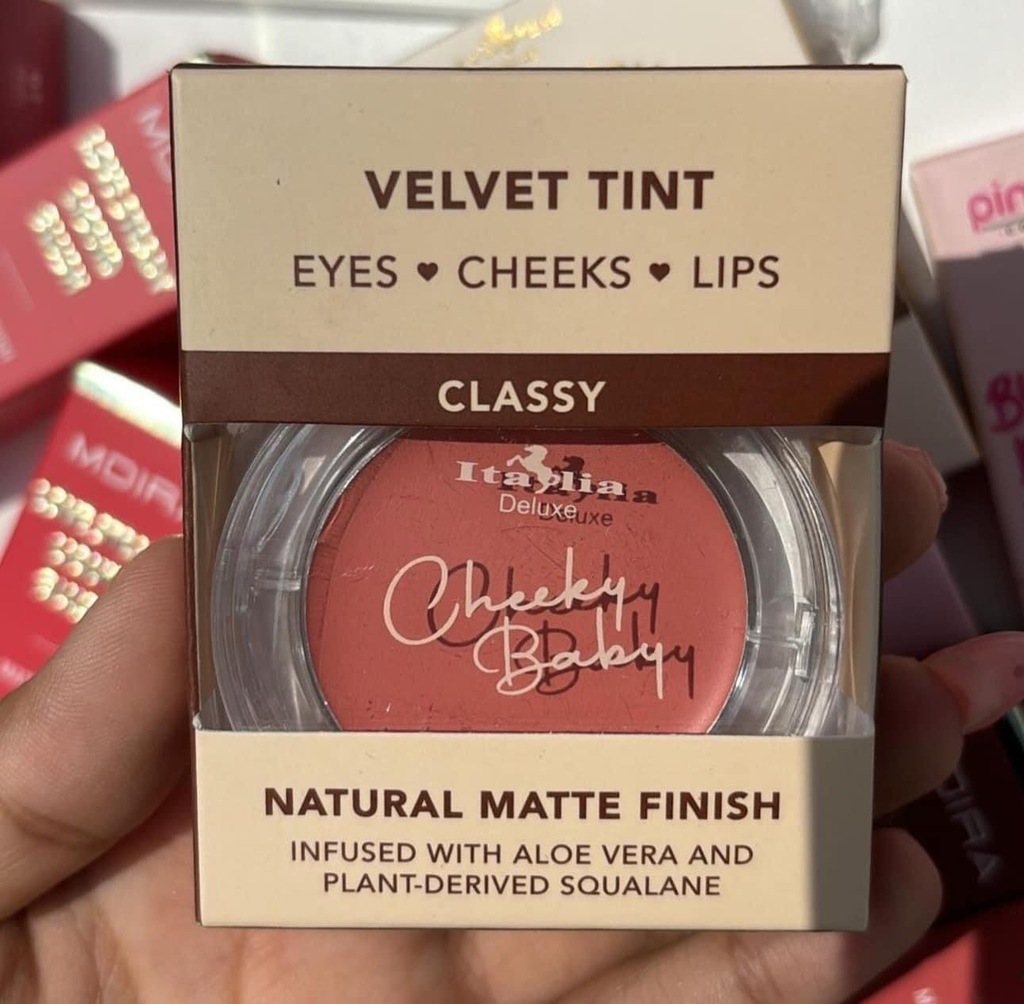 VELVET TINT
EYES ♥ CHEEKS ♥ LIPS
CLASSY
Italia
Deluxe
Cheeky
Baby
NATURAL MATTE FINISH
INFUSED WITH ALOE VERA AND
PLANT-DERIVED SQUALANE
MOIRA
pin